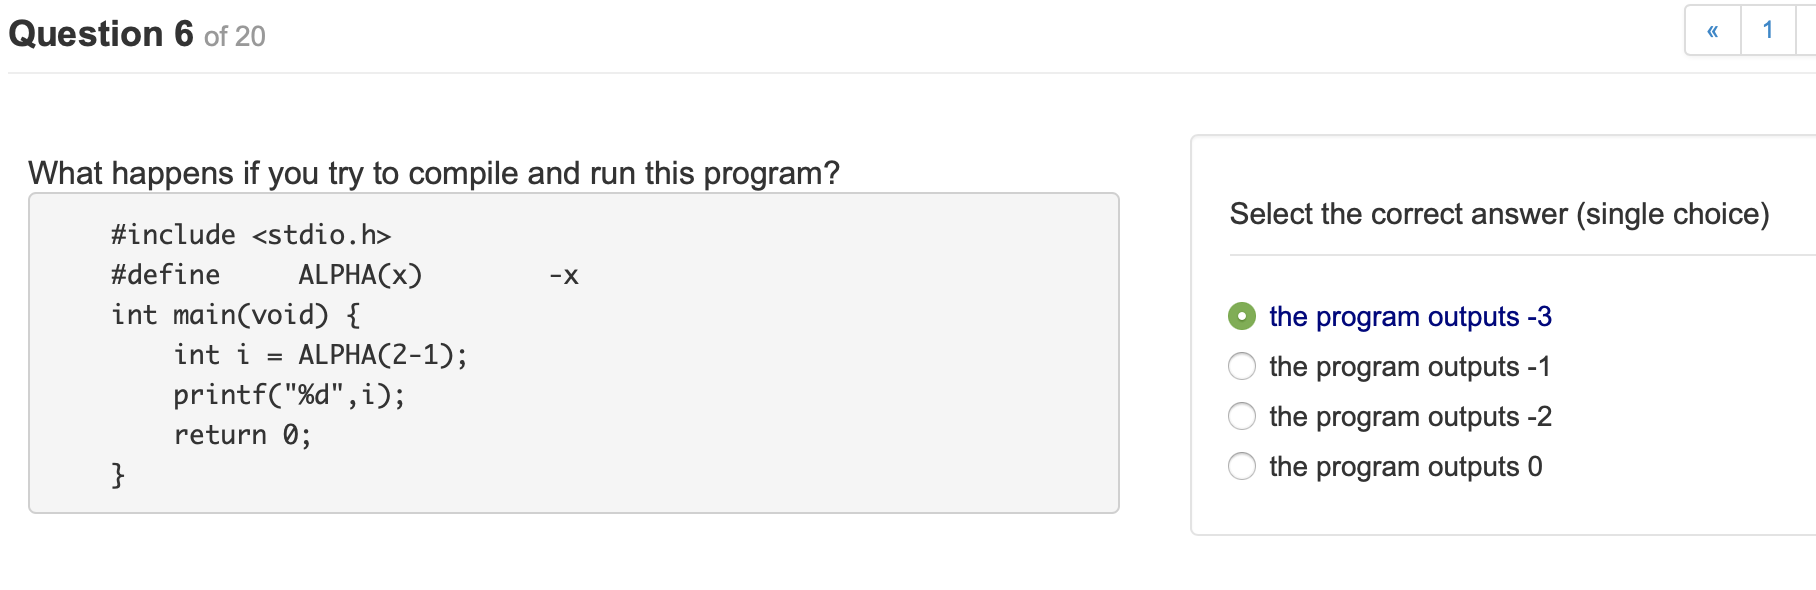 Question 6 of 20
« 1
What happens if you try to compile and run this program?
#include <stdio.h>
#define     ALPHA(x)        -x
int main(void) {
    int i = ALPHA(2-1);
    printf("%d",i);
    return 0;
}
Select the correct answer (single choice)
the program outputs -3
the program outputs -1
the program outputs -2
the program outputs 0